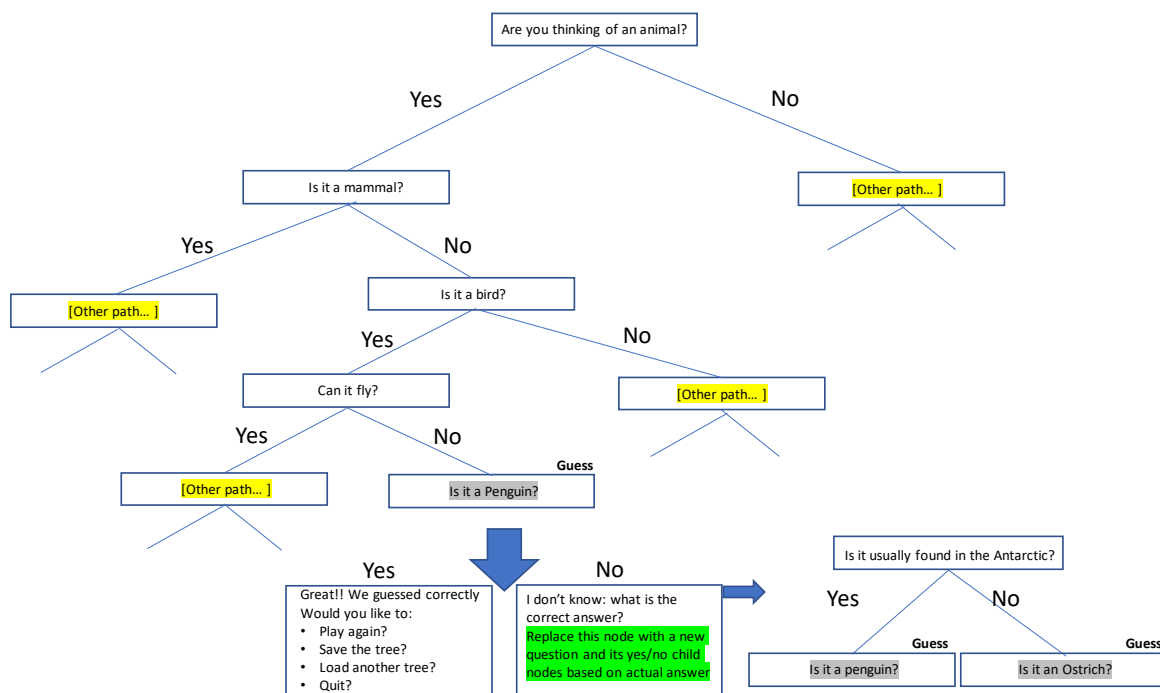 Are you thinking of an animal?
Yes
No
Is it a mammal?
[Other path... ]
Yes
No
[Other path... ]
Is it a bird?
Yes
No
Can it fly?
[Other path... ]
Yes
No
Guess
[Other path... ]
Is it a Penguin?
Is it usually found in the Antarctic?
Yes
No
Great!! We guessed correctly
Would you like to:
• Play again?
• Save the tree?
• Load another tree?
• Quit?
I don't know: what is the
correct answer?
Replace this node with a new
question and its yes/no child
nodes based on actual answer
Yes
No
Guess
Guess
Is it a penguin?
Is it an Ostrich?